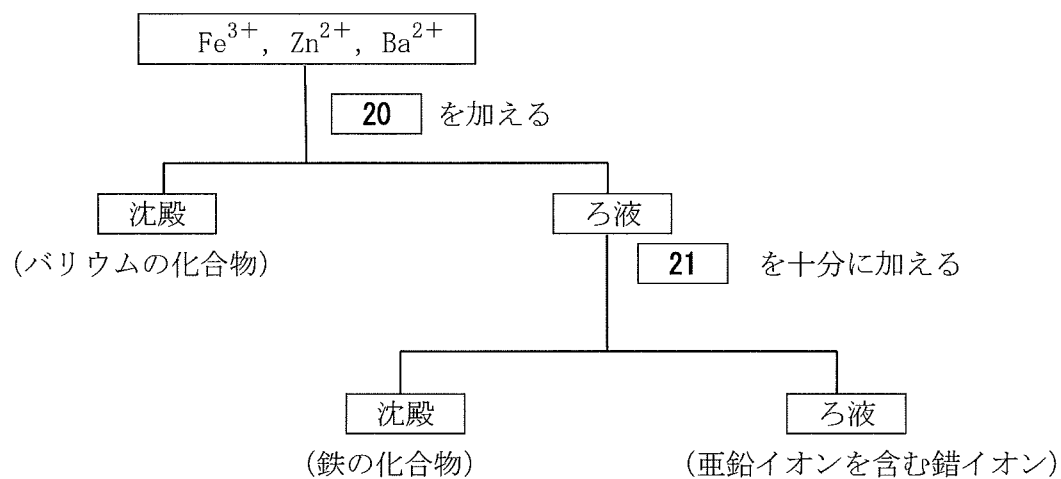 Fe³⁺, Zn²⁺, Ba²⁺
20 を加える
沈殿
ろ液
(バリウムの化合物)
21 を十分に加える
沈殿
ろ液
(鉄の化合物)
(亜鉛イオンを含む錯イオン)